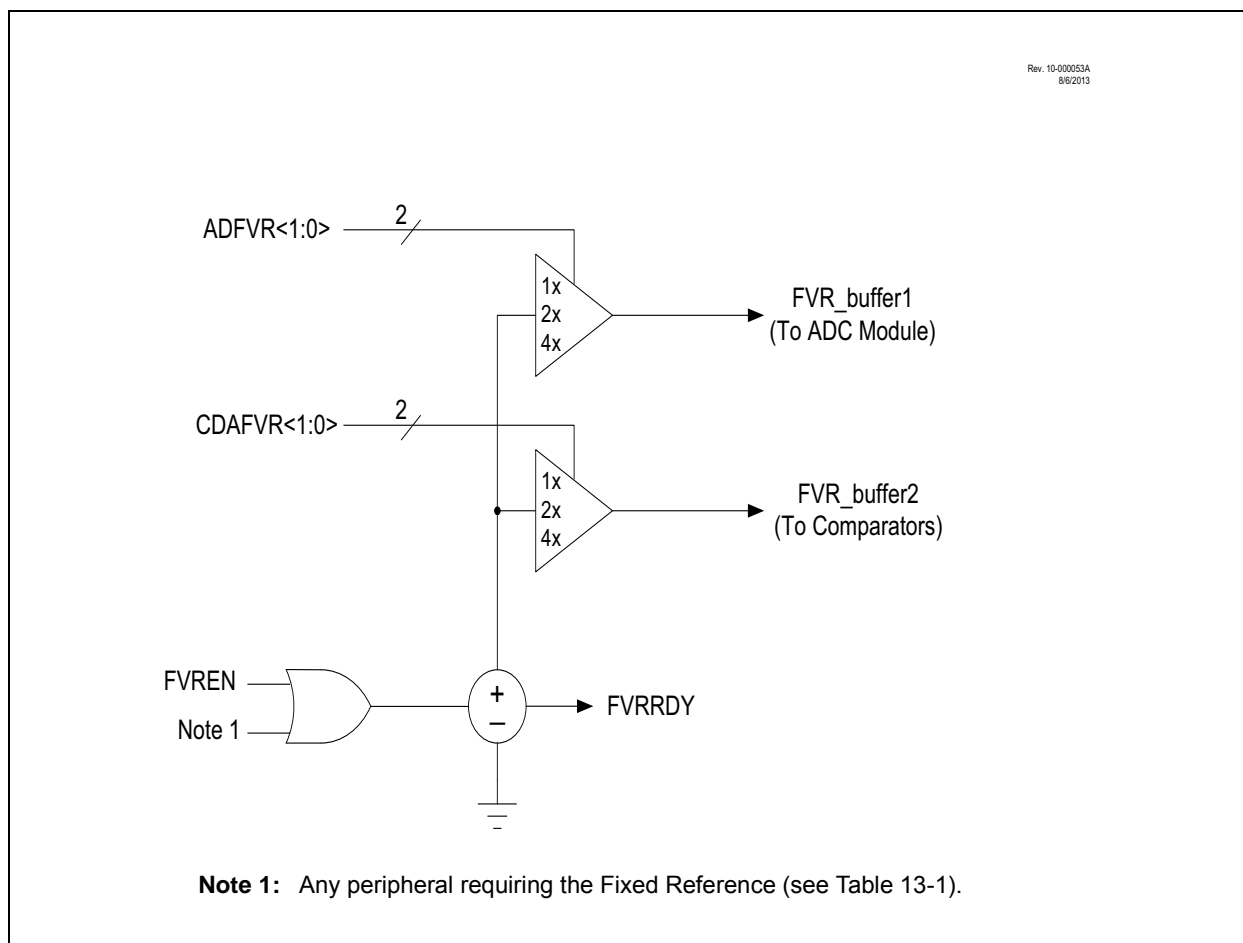 Rev. 10-000053A
8/6/2013
ADFVR<1:0>
2
1x
2x
4x
FVR_buffer1
(To ADC Module)
CDAFVR<1:0>
2
1x
2x
4x
FVR_buffer2
(To Comparators)
FVREN
Note 1
+
–
FVRRDY
Note 1: Any peripheral requiring the Fixed Reference (see Table 13-1).